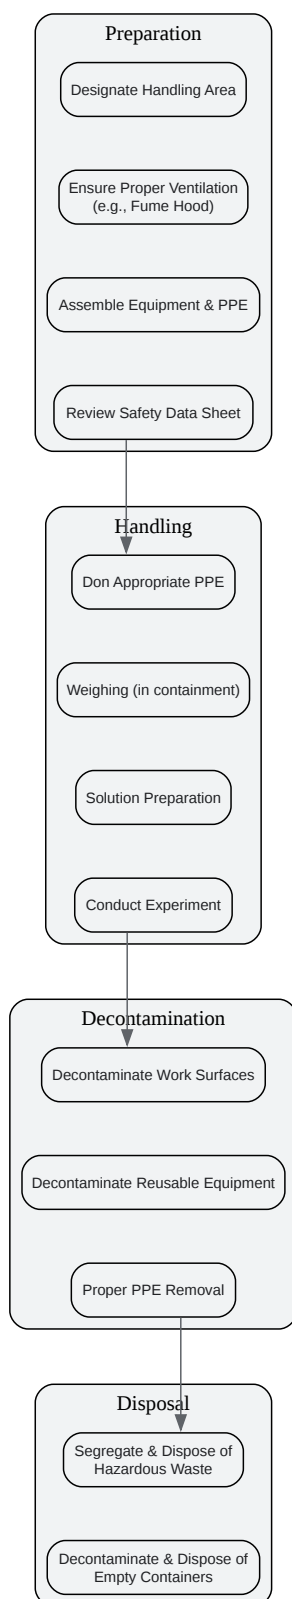 Preparation
Designate Handling Area
Ensure Proper Ventilation
(e.g., Fume Hood)
Assemble Equipment & PPE
Review Safety Data Sheet
Handling
Don Appropriate PPE
Weighing (in containment)
Solution Preparation
Conduct Experiment
Decontamination
Decontaminate Work Surfaces
Decontaminate Reusable Equipment
Proper PPE Removal
Disposal
Segregate & Dispose of
Hazardous Waste
Decontaminate & Dispose of
Empty Containers